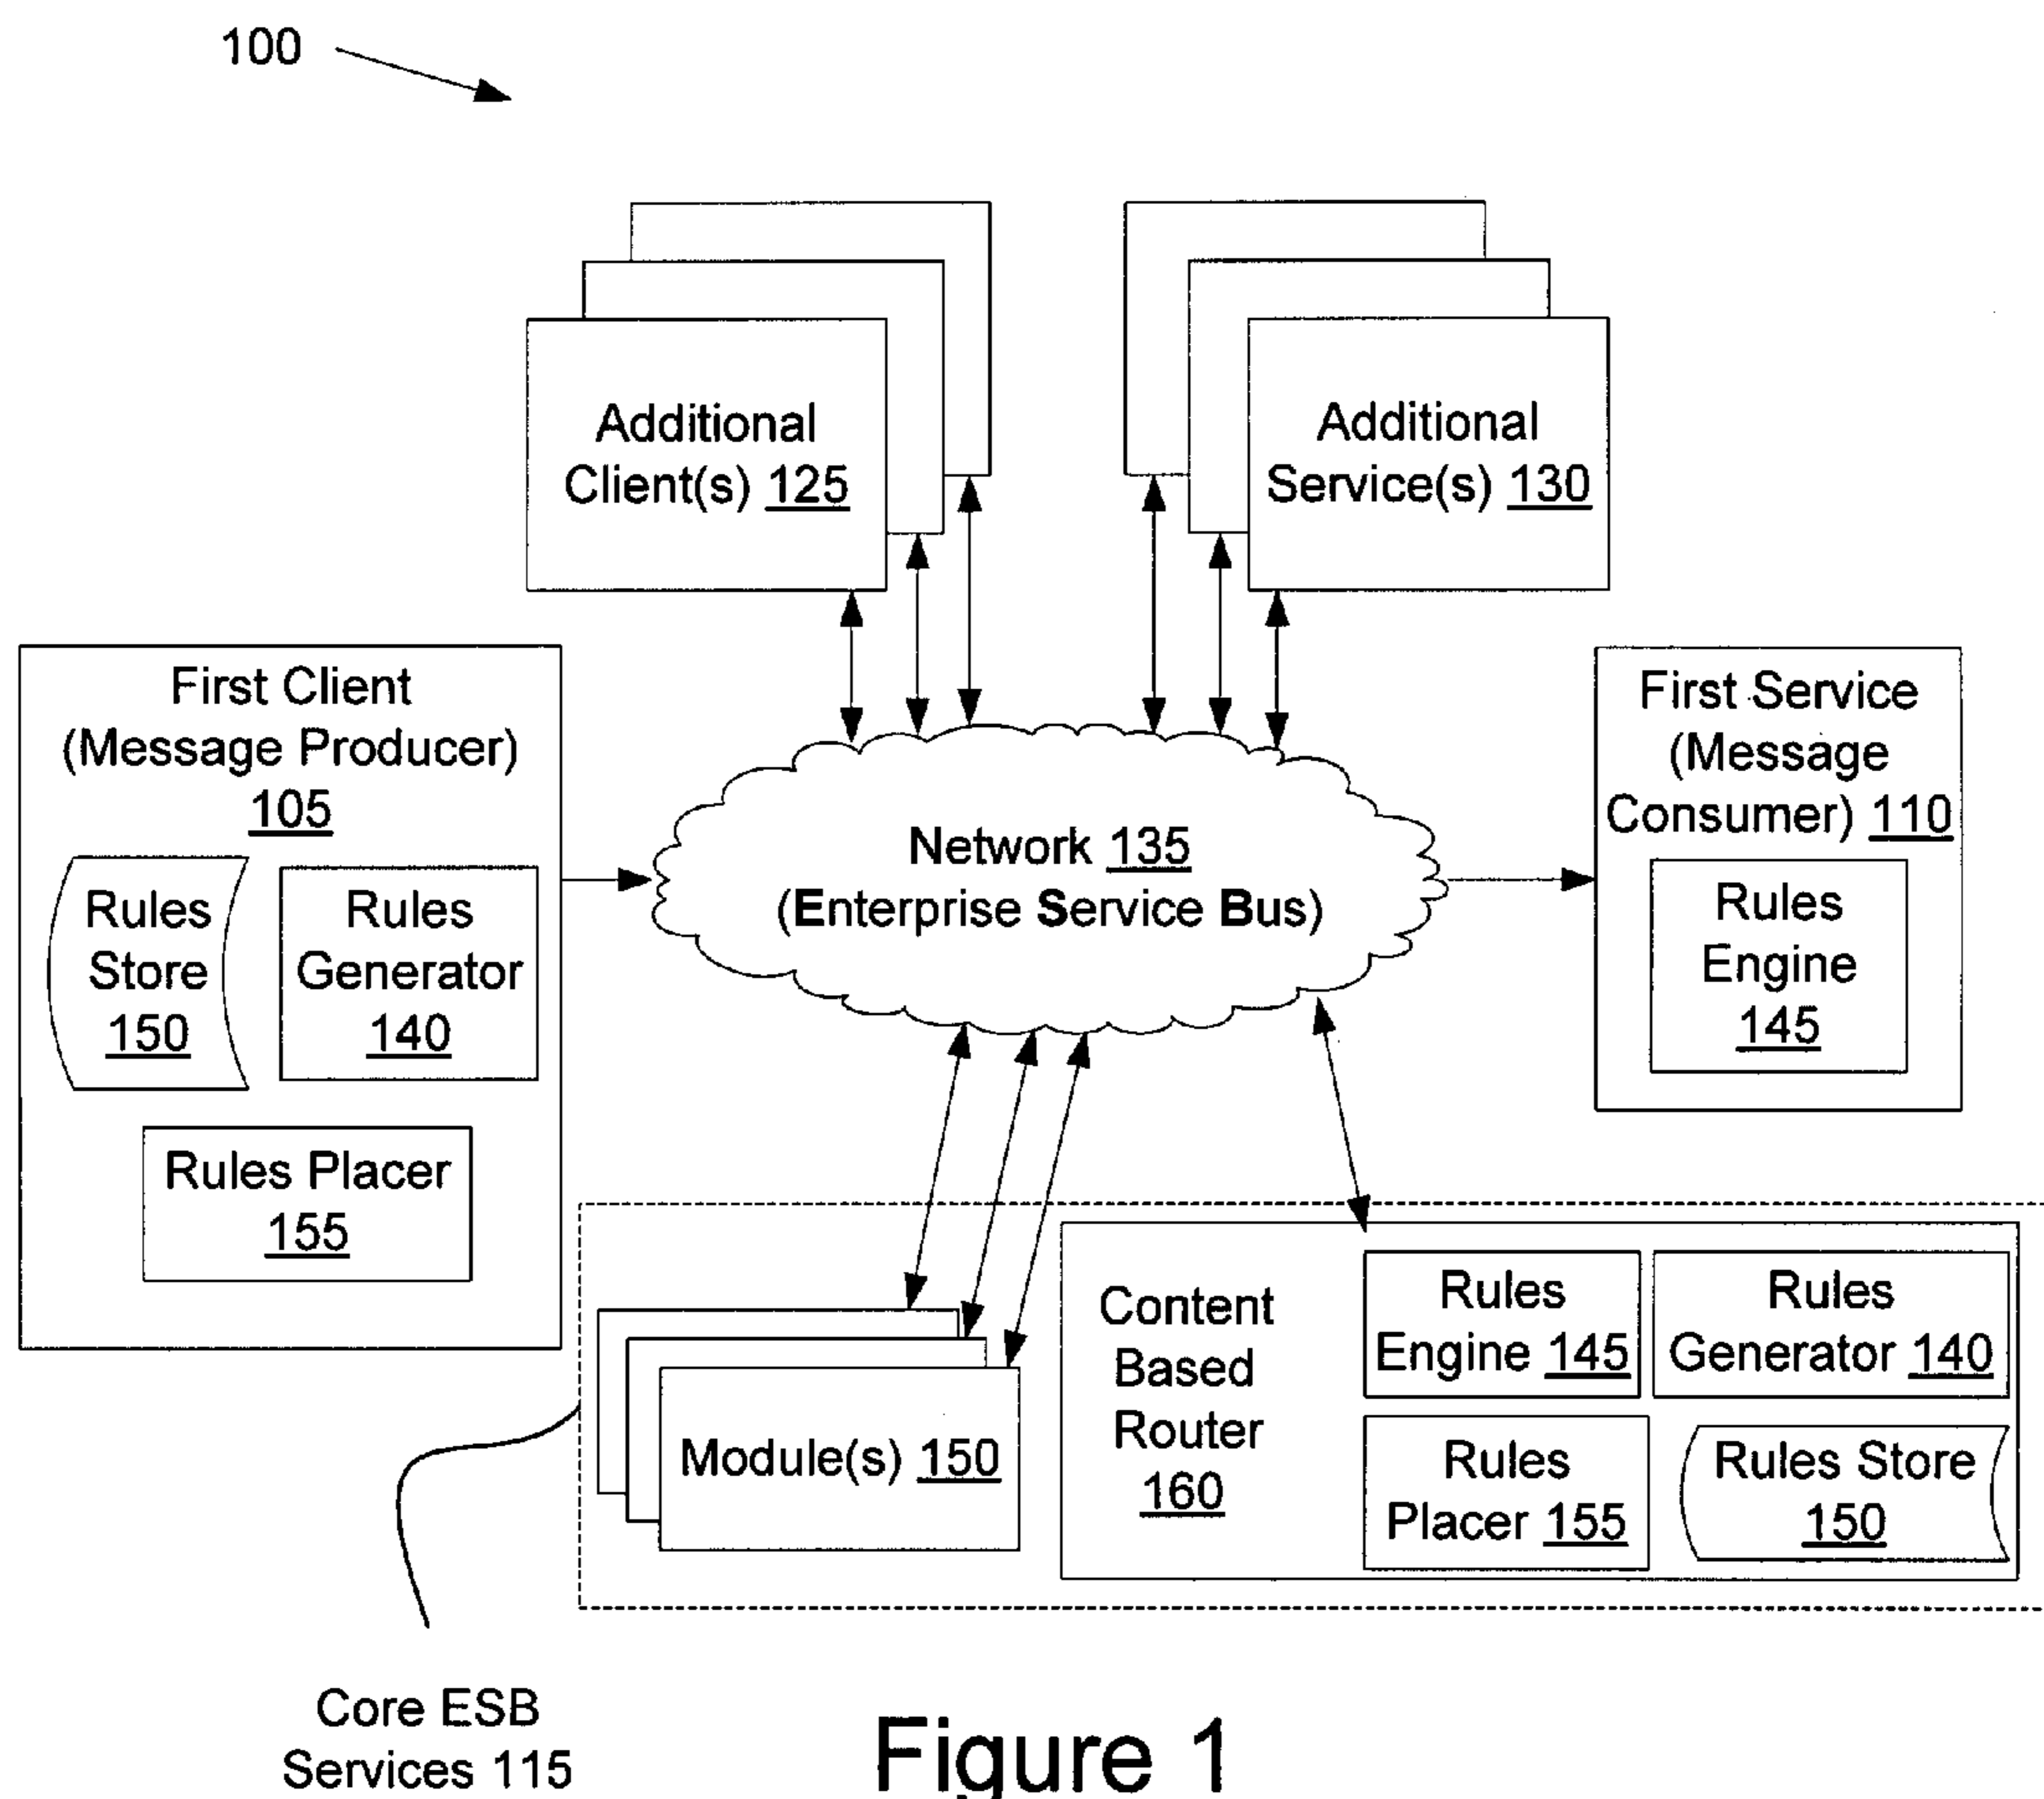 100
Additional
Client(s) 125
Additional
Service(s) 130
First Client
(Message Producer)
105
Rules
Store
150
Rules
Generator
140
Rules Placer
155
Network 135
(Enterprise Service Bus)
First Service
(Message
Consumer) 110
Rules
Engine
145
Module(s) 150
Content
Based
Router
160
Rules
Engine 145
Rules
Generator 140
Rules
Placer 155
Rules Store
150
Core ESB
Services 115
Figure 1